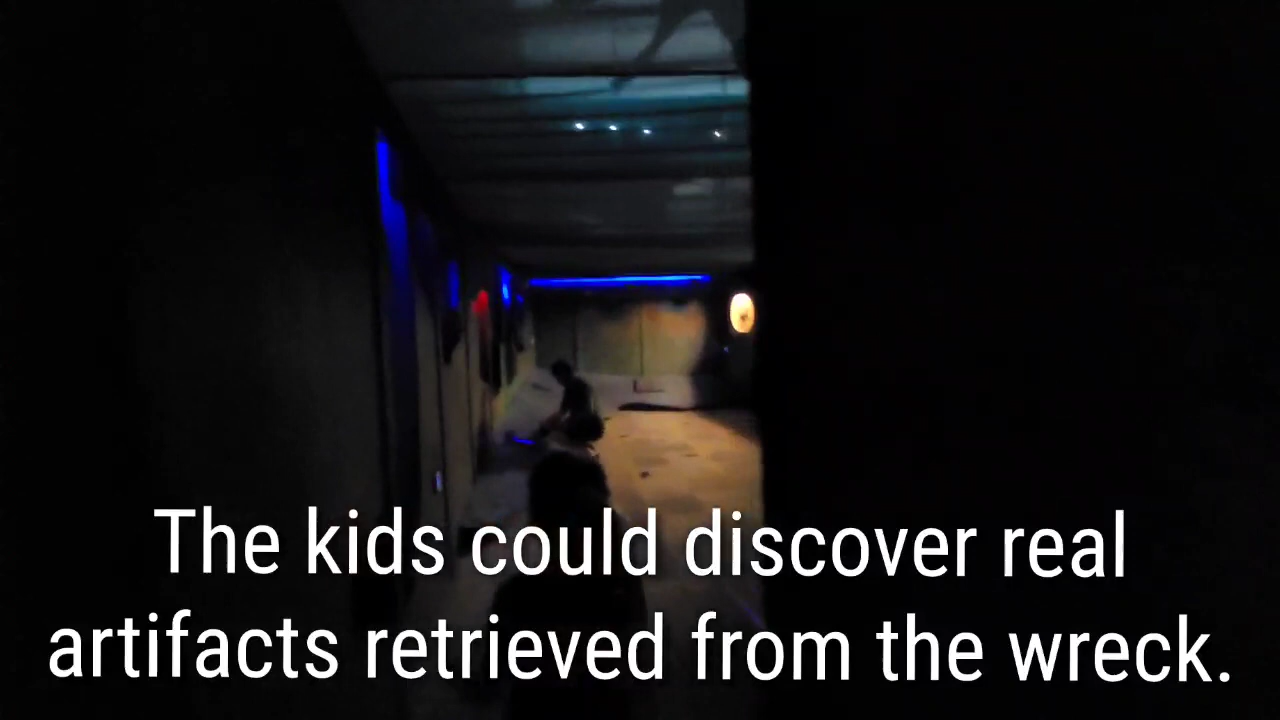 The kids could discover real
artifacts retrieved from the wreck.